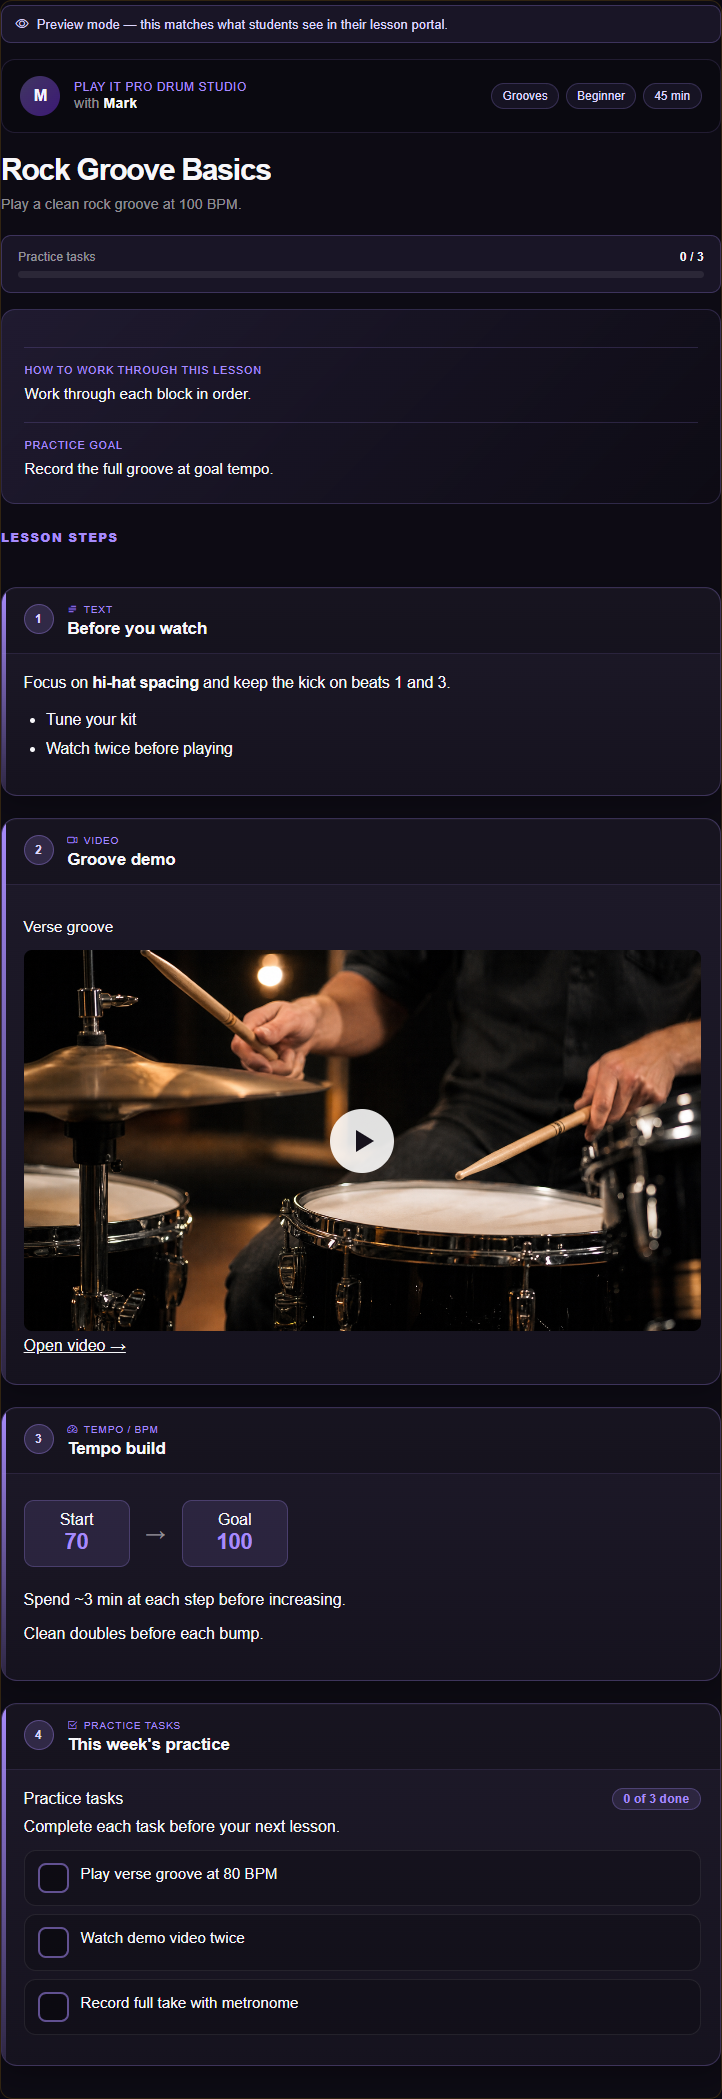 Preview mode — this matches what students see in their lesson portal.
M
PLAY IT PRO DRUM STUDIO
with Mark
Grooves
Beginner
45 min
Rock Groove Basics
Play a clean rock groove at 100 BPM.
Practice tasks
0 / 3
HOW TO WORK THROUGH THIS LESSON
Work through each block in order.
PRACTICE GOAL
Record the full groove at goal tempo.
LESSON STEPS
1
TEXT
Before you watch
Focus on hi-hat spacing and keep the kick on beats 1 and 3.
• Tune your kit
• Watch twice before playing
2
VIDEO
Groove demo
Verse groove
Open video →
3
TEMPO / BPM
Tempo build
Start
70
→
Goal
100
Spend ~3 min at each step before increasing.
Clean doubles before each bump.
4
PRACTICE TASKS
This week's practice
Practice tasks
0 of 3 done
Complete each task before your next lesson.
Play verse groove at 80 BPM
Watch demo video twice
Record full take with metronome